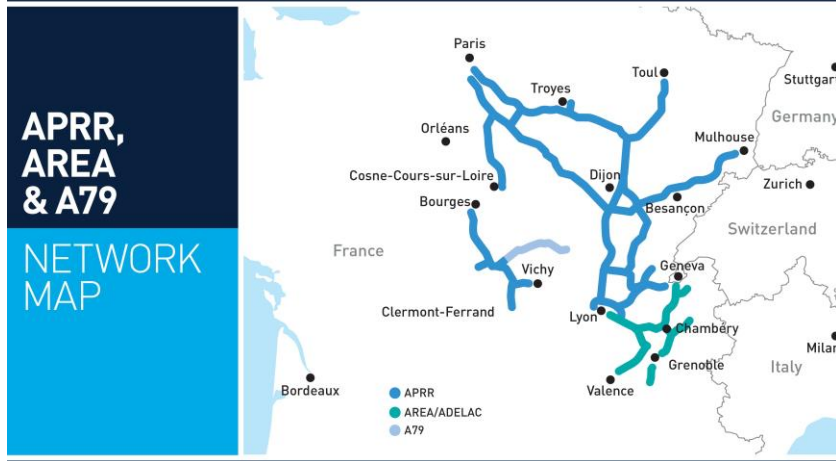 APRR,
AREA
& A79
NETWORK
MAP
Paris
Troyes
Toul
Stuttgart
Germany
Orléans
Mulhouse
Cosne-Cours-sur-Loire
Dijon
Zurich
Bourges
Besançon
Switzerland
France
Vichy
Geneva
Clermont-Ferrand
Lyon
Chambéry
Milan
Grenoble
Italy
Bordeaux
Valence
APRR
AREA/ADELAC
A79